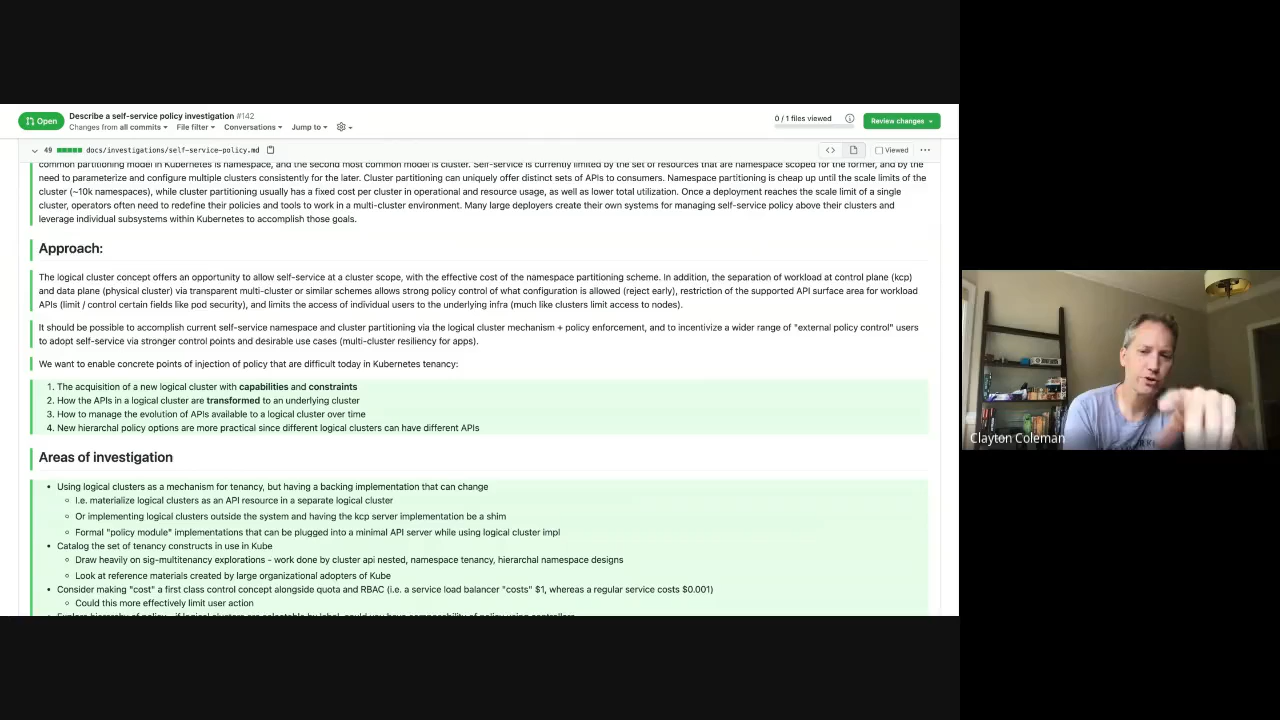 Open
Describe a self-service policy investigation #142
Changes from all commits
File filter
Conversations
Jump to
0 / 1 files viewed
Review changes
49
docs/investigations/self-service-policy.md
Viewed
common partitioning model in Kubernetes is namespace, and the second most common model is cluster. Self-service is currently limited by the set of resources that are namespace scoped for the former, and by the
need to parameterize and configure multiple clusters consistently for the later. Cluster partitioning can uniquely offer distinct sets of APIs to consumers. Namespace partitioning is cheap up until the scale limits of the
cluster (~10k namespaces), while cluster partitioning usually has a fixed cost per cluster in operational and resource usage, as well as lower total utilization. Once a deployment reaches the scale limit of a single
cluster, operators often need to redefine their policies and tools to work in a multi-cluster environment. Many large deployers create their own systems for managing self-service policy above their clusters and
leverage individual subsystems within Kubernetes to accomplish those goals.
Approach:
The logical cluster concept offers an opportunity to allow self-service at a cluster scope, with the effective cost of the namespace partitioning scheme. In addition, the separation of workload at control plane (kcp)
and data plane (physical cluster) via transparent multi-cluster or similar schemes allows strong policy control of what configuration is allowed (reject early), restriction of the supported API surface area for workload
APIs (limit / control certain fields like pod security), and limits the access of individual users to the underlying infra (much like clusters limit access to nodes).
It should be possible to accomplish current self-service namespace and cluster partitioning via the logical cluster mechanism + policy enforcement, and to incentivize a wider range of "external policy control" users
to adopt self-service via stronger control points and desirable use cases (multi-cluster resiliency for apps).
We want to enable concrete points of injection of policy that are difficult today in Kubernetes tenancy:
1. The acquisition of a new logical cluster with capabilities and constraints
2. How the APIs in a logical cluster are transformed to an underlying cluster
3. How to manage the evolution of APIs available to a logical cluster over time
4. New hierarchal policy options are more practical since different logical clusters can have different APIs
Areas of investigation
• Using logical clusters as a mechanism for tenancy, but having a backing implementation that can change
◦ I.e. materialize logical clusters as an API resource in a separate logical cluster
◦ Or implementing logical clusters outside the system and having the kcp server implementation be a shim
◦ Formal "policy module" implementations that can be plugged into a minimal API server while using logical cluster impl
• Catalog the set of tenancy constructs in use in Kube
◦ Draw heavily on sig-multitenancy explorations - work done by cluster api nested, namespace tenancy, hierarchal namespace designs
◦ Look at reference materials created by large organizational adopters of Kube
• Consider making "cost" a first class control concept alongside quota and RBAC (i.e. a service load balancer "costs" $1, whereas a regular service costs $0.001)
◦ Could this more effectively limit user action
Clayton Coleman